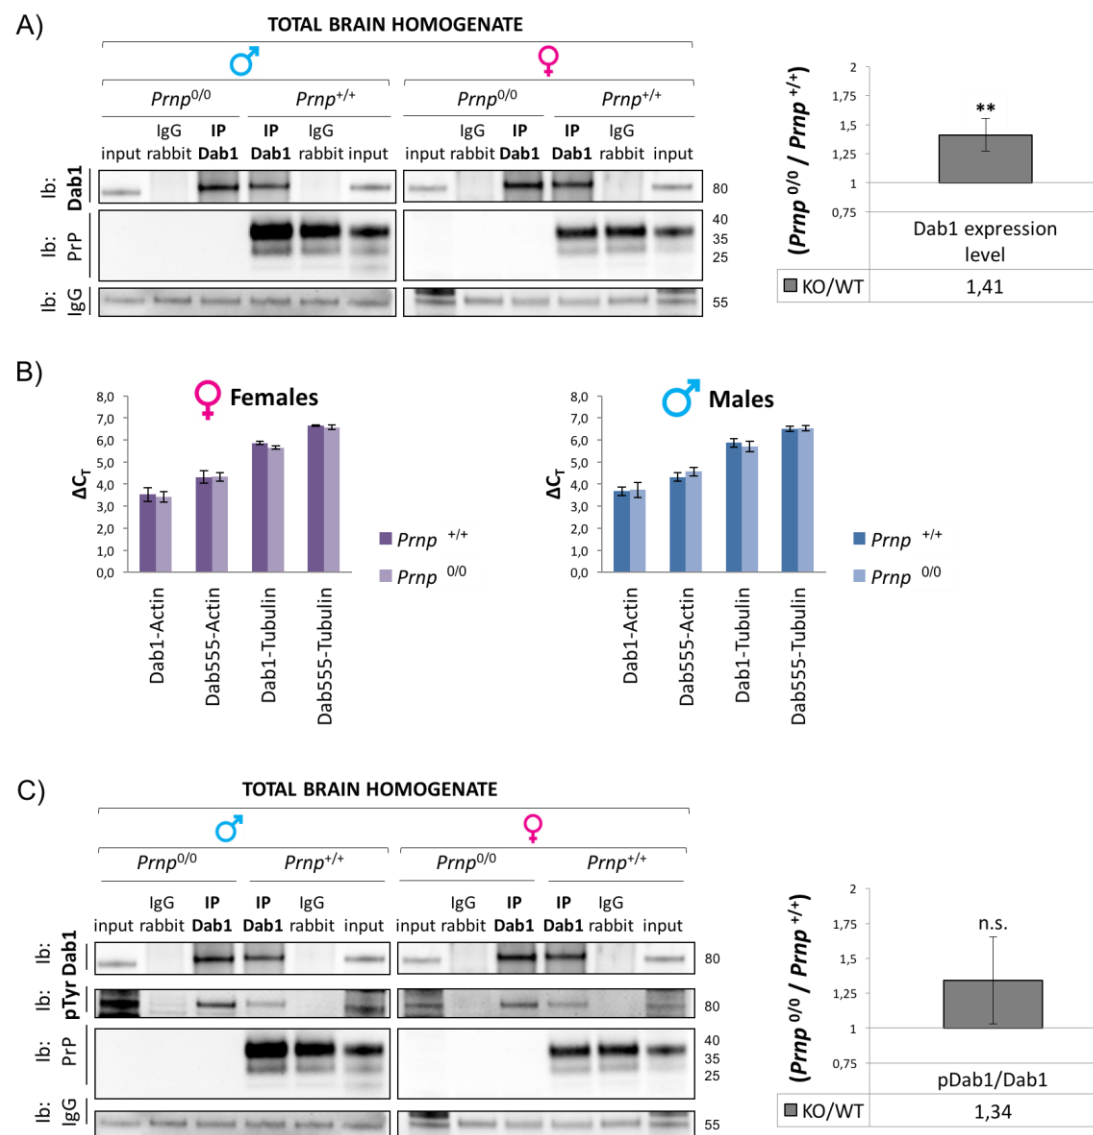 A)
TOTAL BRAIN HOMOGENATE
♂ ♀
Prnp0/0 Prnp+/+ Prnp0/0 Prnp+/+
IgG IP IP IgG IgG IP IP IgG
input rabbit Dab1 Dab1 rabbit input input rabbit Dab1 Dab1 rabbit input
Ib: Dab1
80
Ib: PrP
40
35
25
Ib: IgG
55
(Prnp 0/0 / Prnp +/+)
2
1,75
1,5
1,25
1
0,75
**
Dab1 expression
level
KO/WT 1,41
B)
♀ Females
ΔCT
8,0
7,0
6,0
5,0
4,0
3,0
2,0
1,0
0,0
Dab1-Actin
Dab555-Actin
Dab1-Tubulin
Dab555-Tubulin
Prnp +/+
Prnp 0/0
♂ Males
ΔCT
8,0
7,0
6,0
5,0
4,0
3,0
2,0
1,0
0,0
Dab1-Actin
Dab555-Actin
Dab1-Tubulin
Dab555-Tubulin
Prnp +/+
Prnp 0/0
C)
TOTAL BRAIN HOMOGENATE
♂ ♀
Prnp0/0 Prnp+/+ Prnp0/0 Prnp+/+
IgG IP IP IgG IgG IP IP IgG
input rabbit Dab1 Dab1 rabbit input input rabbit Dab1 Dab1 rabbit input
Ib: Dab1
80
Ib: pTyr
80
Ib: PrP
40
35
25
Ib: IgG
55
(Prnp 0/0 / Prnp +/+)
2
1,75
1,5
1,25
1
0,75
n.s.
pDab1/Dab1
KO/WT 1,34